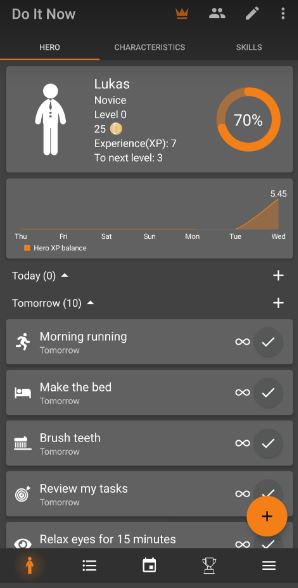 Do It Now
HERO
CHARACTERISTICS
SKILLS
Lukas
Novice
Level 0
25
Experience(XP): 7
To next level: 3
70%
5.45
Thu Fri Sat Sun Mon Tue Wed
Hero XP balance
Today (0)
Tomorrow (10)
Morning running
Tomorrow
Make the bed
Tomorrow
Brush teeth
Tomorrow
Review my tasks
Tomorrow
Relax eyes for 15 minutes